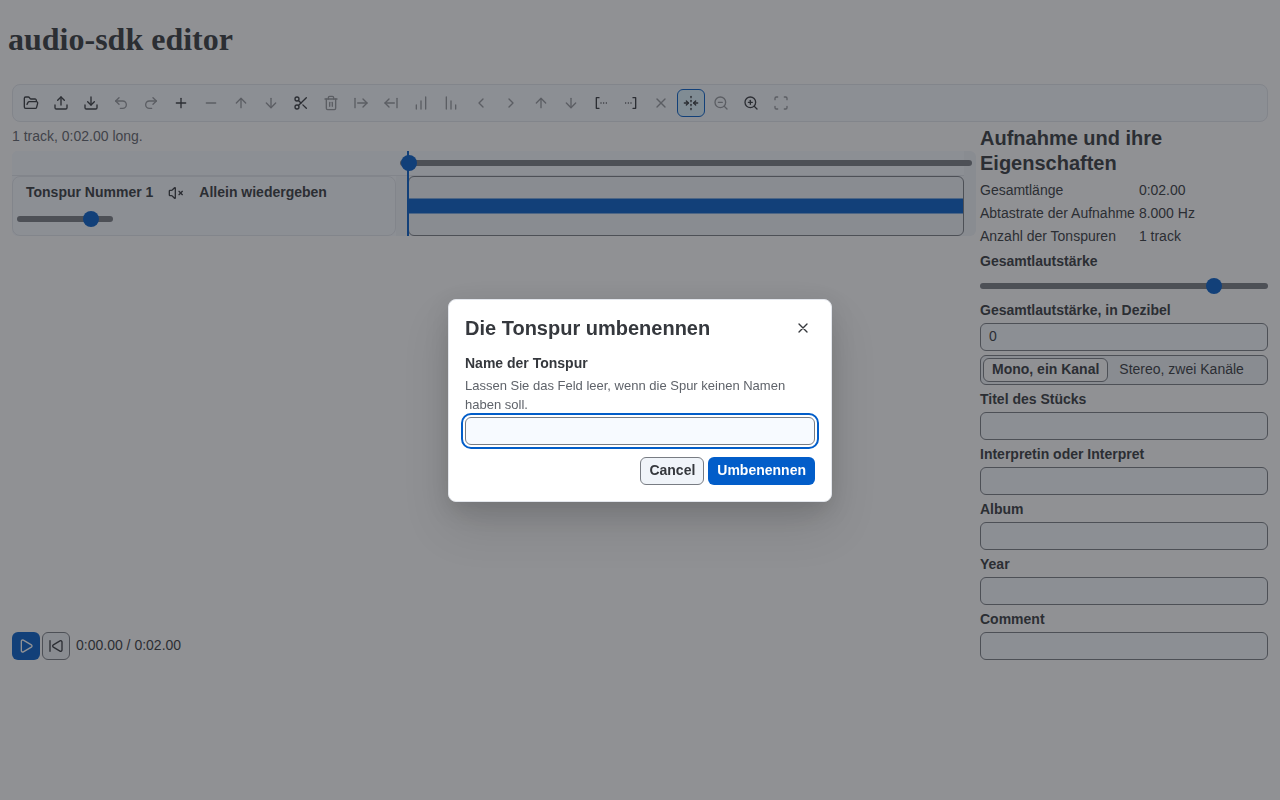 audio-sdk editor
1 track, 0:02.00 long.
Tonspur Nummer 1
Allein wiedergeben
Aufnahme und ihre
Eigenschaften
Gesamtlänge 0:02.00
Abtastrate der Aufnahme 8.000 Hz
Anzahl der Tonspuren 1 track
Gesamtlautstärke
Gesamtlautstärke, in Dezibel
0
Mono, ein Kanal Stereo, zwei Kanäle
Titel des Stücks
Interpretin oder Interpret
Album
Year
Comment
Die Tonspur umbenennen
Name der Tonspur
Lassen Sie das Feld leer, wenn die Spur keinen Namen
haben soll.
Cancel Umbenennen
0:00.00 / 0:02.00